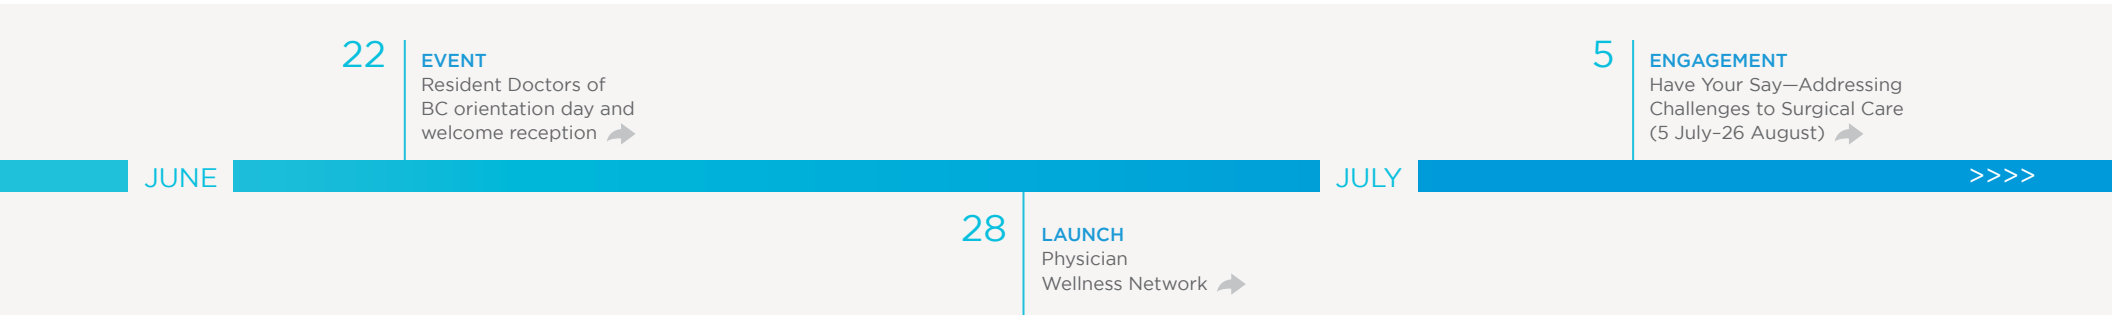 22
EVENT
Resident Doctors of
BC orientation day and
welcome reception
5
ENGAGEMENT
Have Your Say—Addressing
Challenges to Surgical Care
(5 July–26 August)
JUNE
JULY
>>>>
28
LAUNCH
Physician
Wellness Network